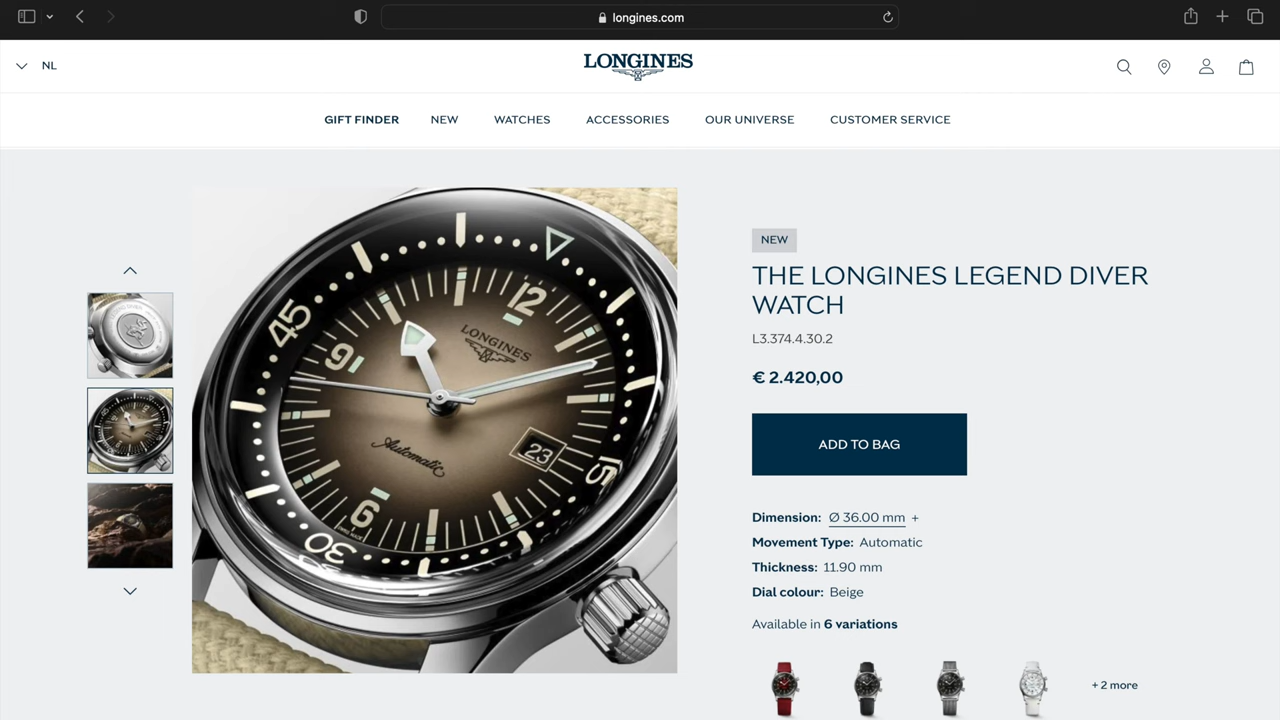 longines.com
NL
LONGINES
GIFT FINDER
NEW
WATCHES
ACCESSORIES
OUR UNIVERSE
CUSTOMER SERVICE
45
12
9
LONGINES
Automatic
23
15
6
SWISS MADE
30
NEW
THE LONGINES LEGEND DIVER
WATCH
L3.374.4.30.2
€ 2.420,00
ADD TO BAG
Dimension: Ø 36.00 mm +
Movement Type: Automatic
Thickness: 11.90 mm
Dial colour: Beige
Available in 6 variations
+ 2 more